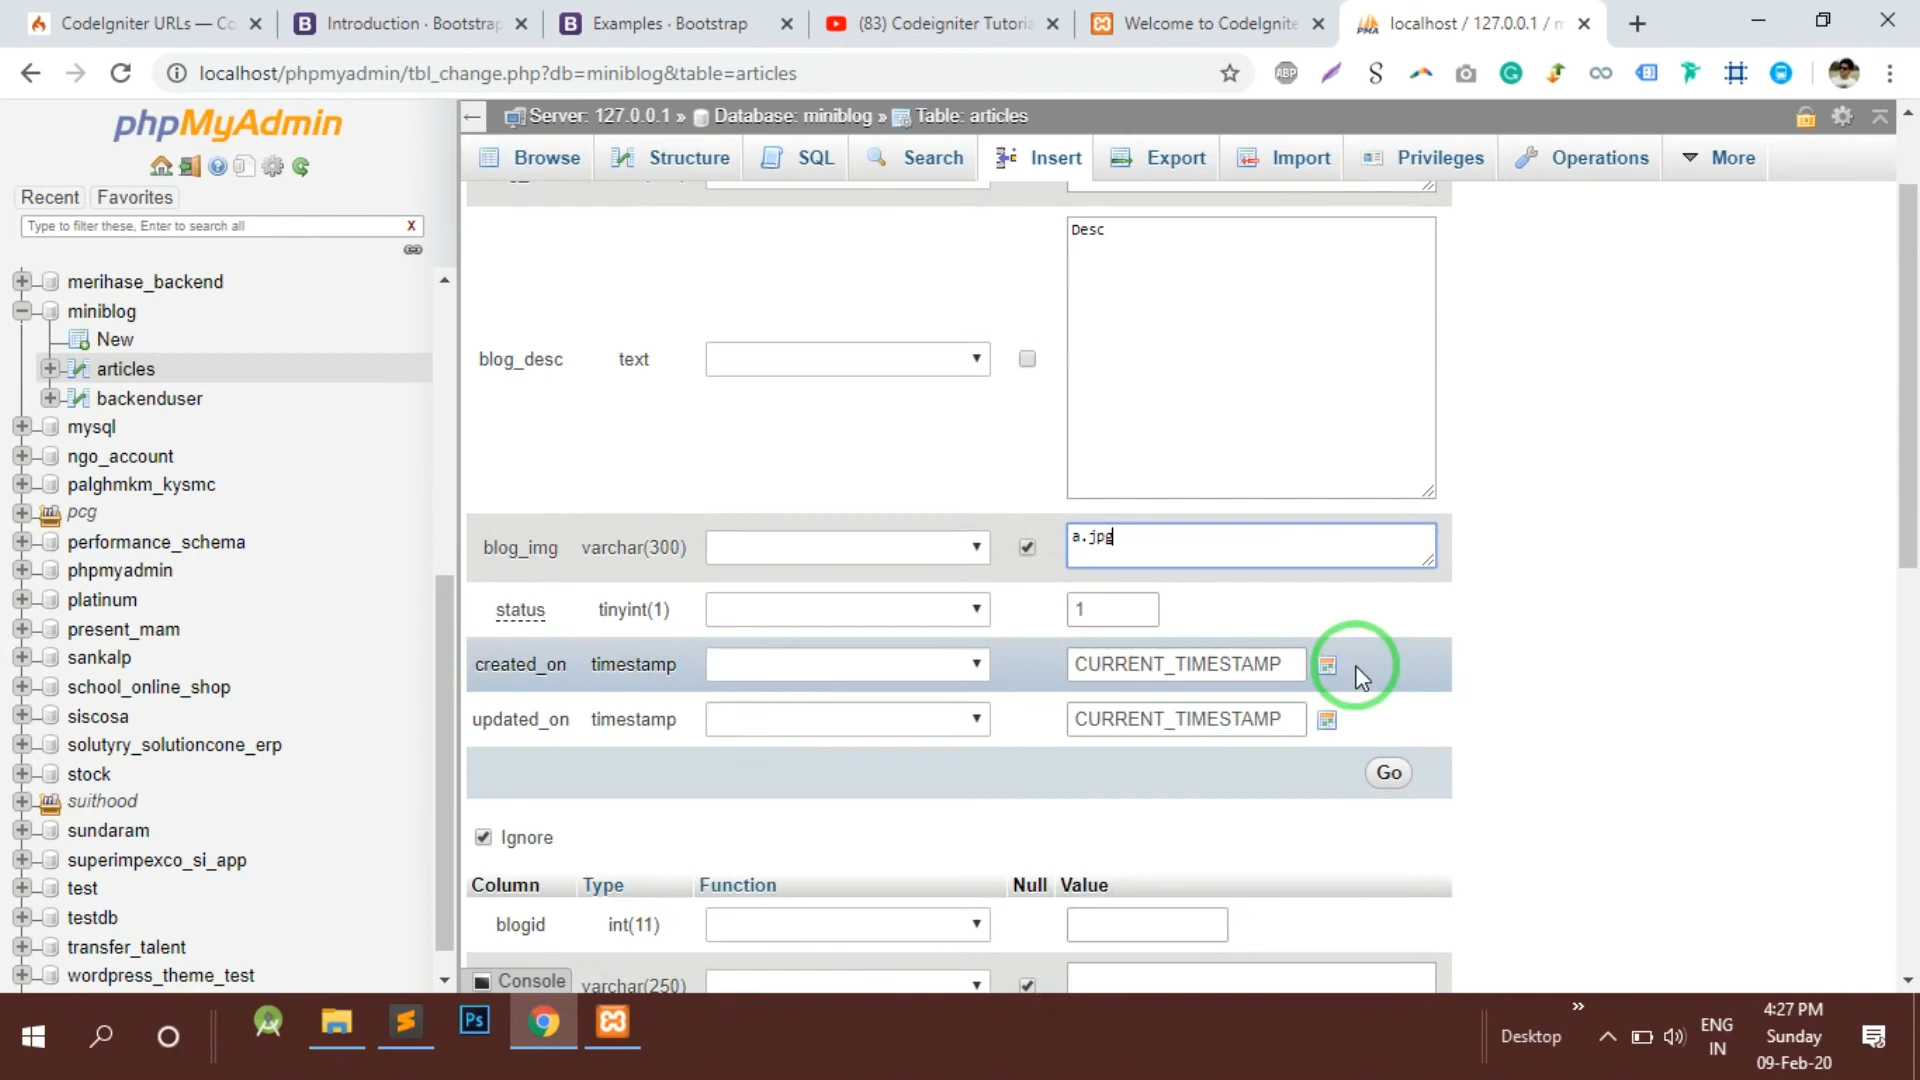 CodeIgniter URLs — Co
Introduction · Bootstrap
Examples · Bootstrap
(83) Codeigniter Tutoria
Welcome to CodeIgnite
localhost / 127.0.0.1 / m
localhost/phpmyadmin/tbl_change.php?db=miniblog&table=articles
ABP
phpMyAdmin
Recent
Favorites
Type to filter these, Enter to search all
X
merihase_backend
miniblog
New
articles
backenduser
mysql
ngo_account
palghmkm_kysmc
pcg
performance_schema
phpmyadmin
platinum
present_mam
sankalp
school_online_shop
siscosa
solutyry_solutioncone_erp
stock
suithood
sundaram
superimpexco_si_app
test
testdb
transfer_talent
wordpress_theme_test
Server: 127.0.0.1 » Database: miniblog » Table: articles
Browse
Structure
SQL
Search
Insert
Export
Import
Privileges
Operations
More
blog_desc
text
Desc
blog_img
varchar(300)
a.jpg
status
tinyint(1)
1
created_on
timestamp
CURRENT_TIMESTAMP
updated_on
timestamp
CURRENT_TIMESTAMP
Go
Ignore
Column
Type
Function
Null
Value
blogid
int(11)
Console
varchar(250)
Ps
Desktop
ENG
IN
4:27 PM
Sunday
09-Feb-20